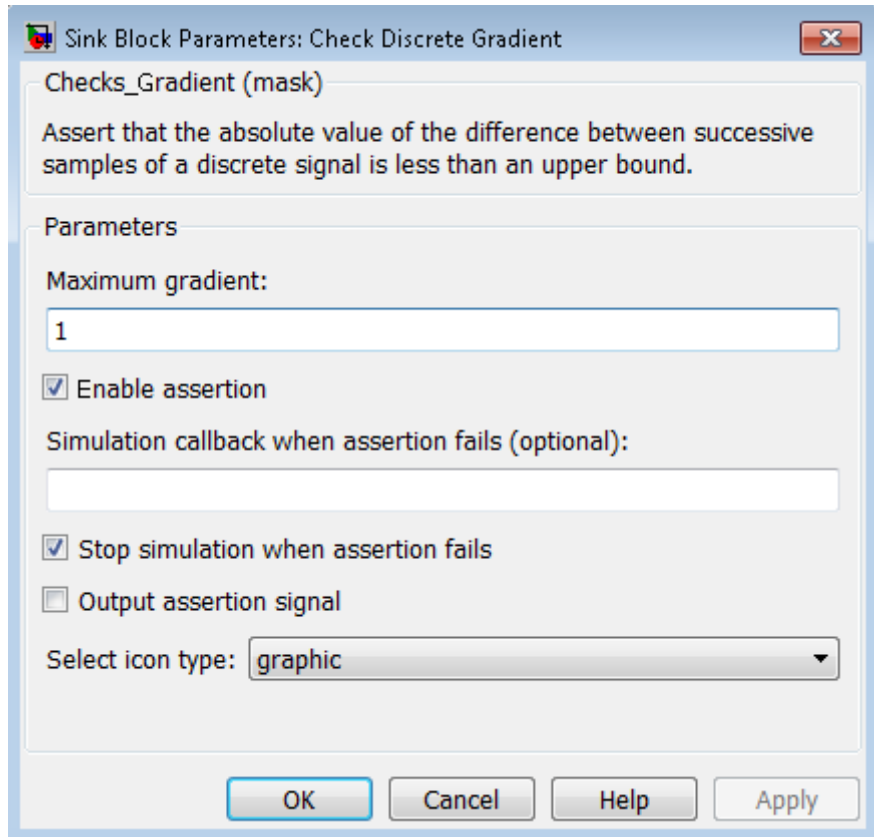 Sink Block Parameters: Check Discrete Gradient
Checks_Gradient (mask)
Assert that the absolute value of the difference between successive
samples of a discrete signal is less than an upper bound.
Parameters
Maximum gradient:
1
Enable assertion
Simulation callback when assertion fails (optional):
Stop simulation when assertion fails
Output assertion signal
Select icon type: graphic
OK Cancel Help Apply